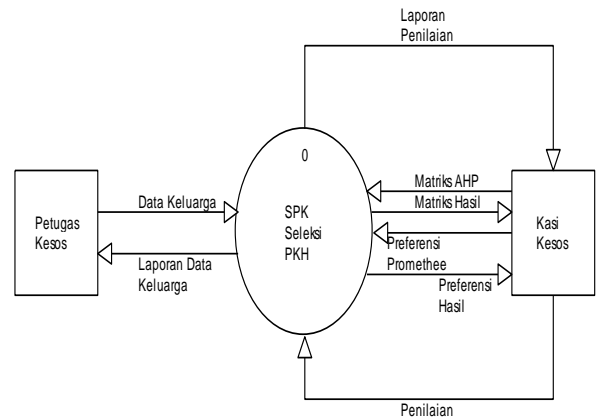 Laporan
Penilaian
0
SPK
Seleksi
PKH
Petugas
Kesos
Data Keluarga
Laporan Data
Keluarga
Matriks AHP
Matriks Hasil
Preferensi
Promethee
Preferensi
Hasil
Kasi
Kesos
Penilaian